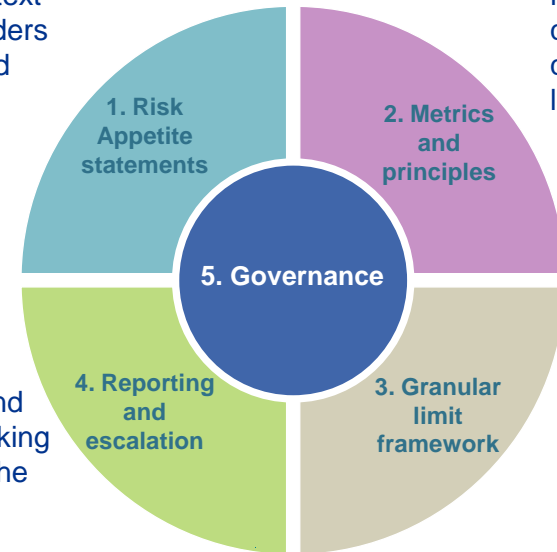 ext
ders
d
1. Risk
Appetite
statements
2. Metrics
and
principles
5. Governance
4. Reporting
and
escalation
3. Granular
limit
framework
nd
king
he